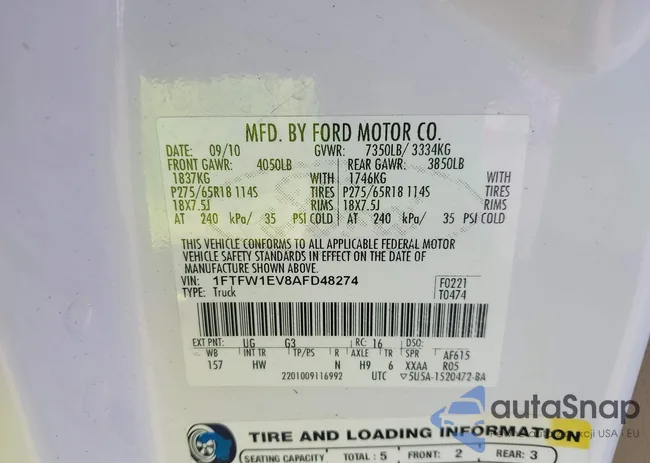 MFD. BY FORD MOTOR CO.
DATE: 09/10 GVWR: 7350LB/ 3334KG
FRONT GAWR: 4050LB REAR GAWR: 3850LB
1837KG WITH 1746KG WITH
P275/65R18 114S TIRES P275/65R18 114S TIRES
18X7.5J RIMS 18X7.5J RIMS
AT 240 kPa/ 35 PSI COLD AT 240 kPa/ 35 PSI COLD
THIS VEHICLE CONFORMS TO ALL APPLICABLE FEDERAL MOTOR
VEHICLE SAFETY STANDARDS IN EFFECT ON THE DATE OF
MANUFACTURE SHOWN ABOVE.
VIN: 1FTFW1EV8AFD48274 F0221
TYPE: Truck T0474
EXT PNT: UG G3 RC: 16 DSO:
WB INT TR TP/PS R AXLE TR SPR AF615
157 HW N H9 6 XXAA R05
2201009116992 UTC 5U5A-1520472-BA
autoSnap
USA i EU
TIRE AND LOADING INFORMATION
SEATING CAPACITY TOTAL: 5 FRONT: 2 REAR: 3